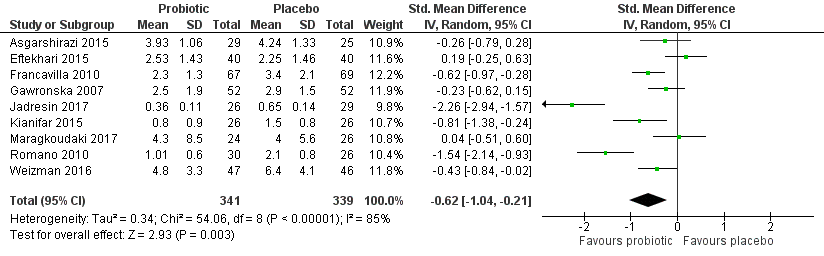 Probiotic Placebo Std. Mean Difference Std. Mean Difference
Study or Subgroup Mean SD Total Mean SD Total Weight IV, Random, 95% CI IV, Random, 95% CI
Asgarshirazi 2015 3.93 1.06 29 4.24 1.33 25 10.9% -0.26 (-0.79, 0.28]
Eftekhari 2015 2.53 1.43 40 2.25 1.46 40 11.6% 0.19 (-0.25, 0.63]
Francavilla 2010 2.3 1.3 67 3.4 2.1 69 12.2% -0.62 (-0.97, -0.28]
Gawronska 2007 2.5 1.9 52 2.9 1.5 52 11.9% -0.23 (-0.62, 0.15]
Jadresin 2017 0.36 0.11 26 0.65 0.14 29 9.8% -2.26 (-2.94, -1.57]
Kianifar 2015 0.8 0.9 26 1.5 0.8 26 10.6% -0.81 (-1.38, -0.24]
Maragkoudaki 2017 4.3 8.5 24 4 5.6 26 10.7% 0.04 (-0.51, 0.60]
Romano 2010 1.01 0.6 30 2.1 0.8 26 10.4% -1.54 (-2.14, -0.93]
Weizman 2016 4.8 3.3 47 6.4 4.1 46 11.8% -0.43 (-0.84, -0.02]
Total (95% CI) 341 339 100.0% -0.62 [-1.04, -0.21]
Heterogeneity: Tau² = 0.34; Chi² = 54.06, df = 8 (P < 0.00001); I² = 85%
Test for overall effect: Z = 2.93 (P = 0.003)
-2 -1 0 1 2
Favours probiotic Favours placebo